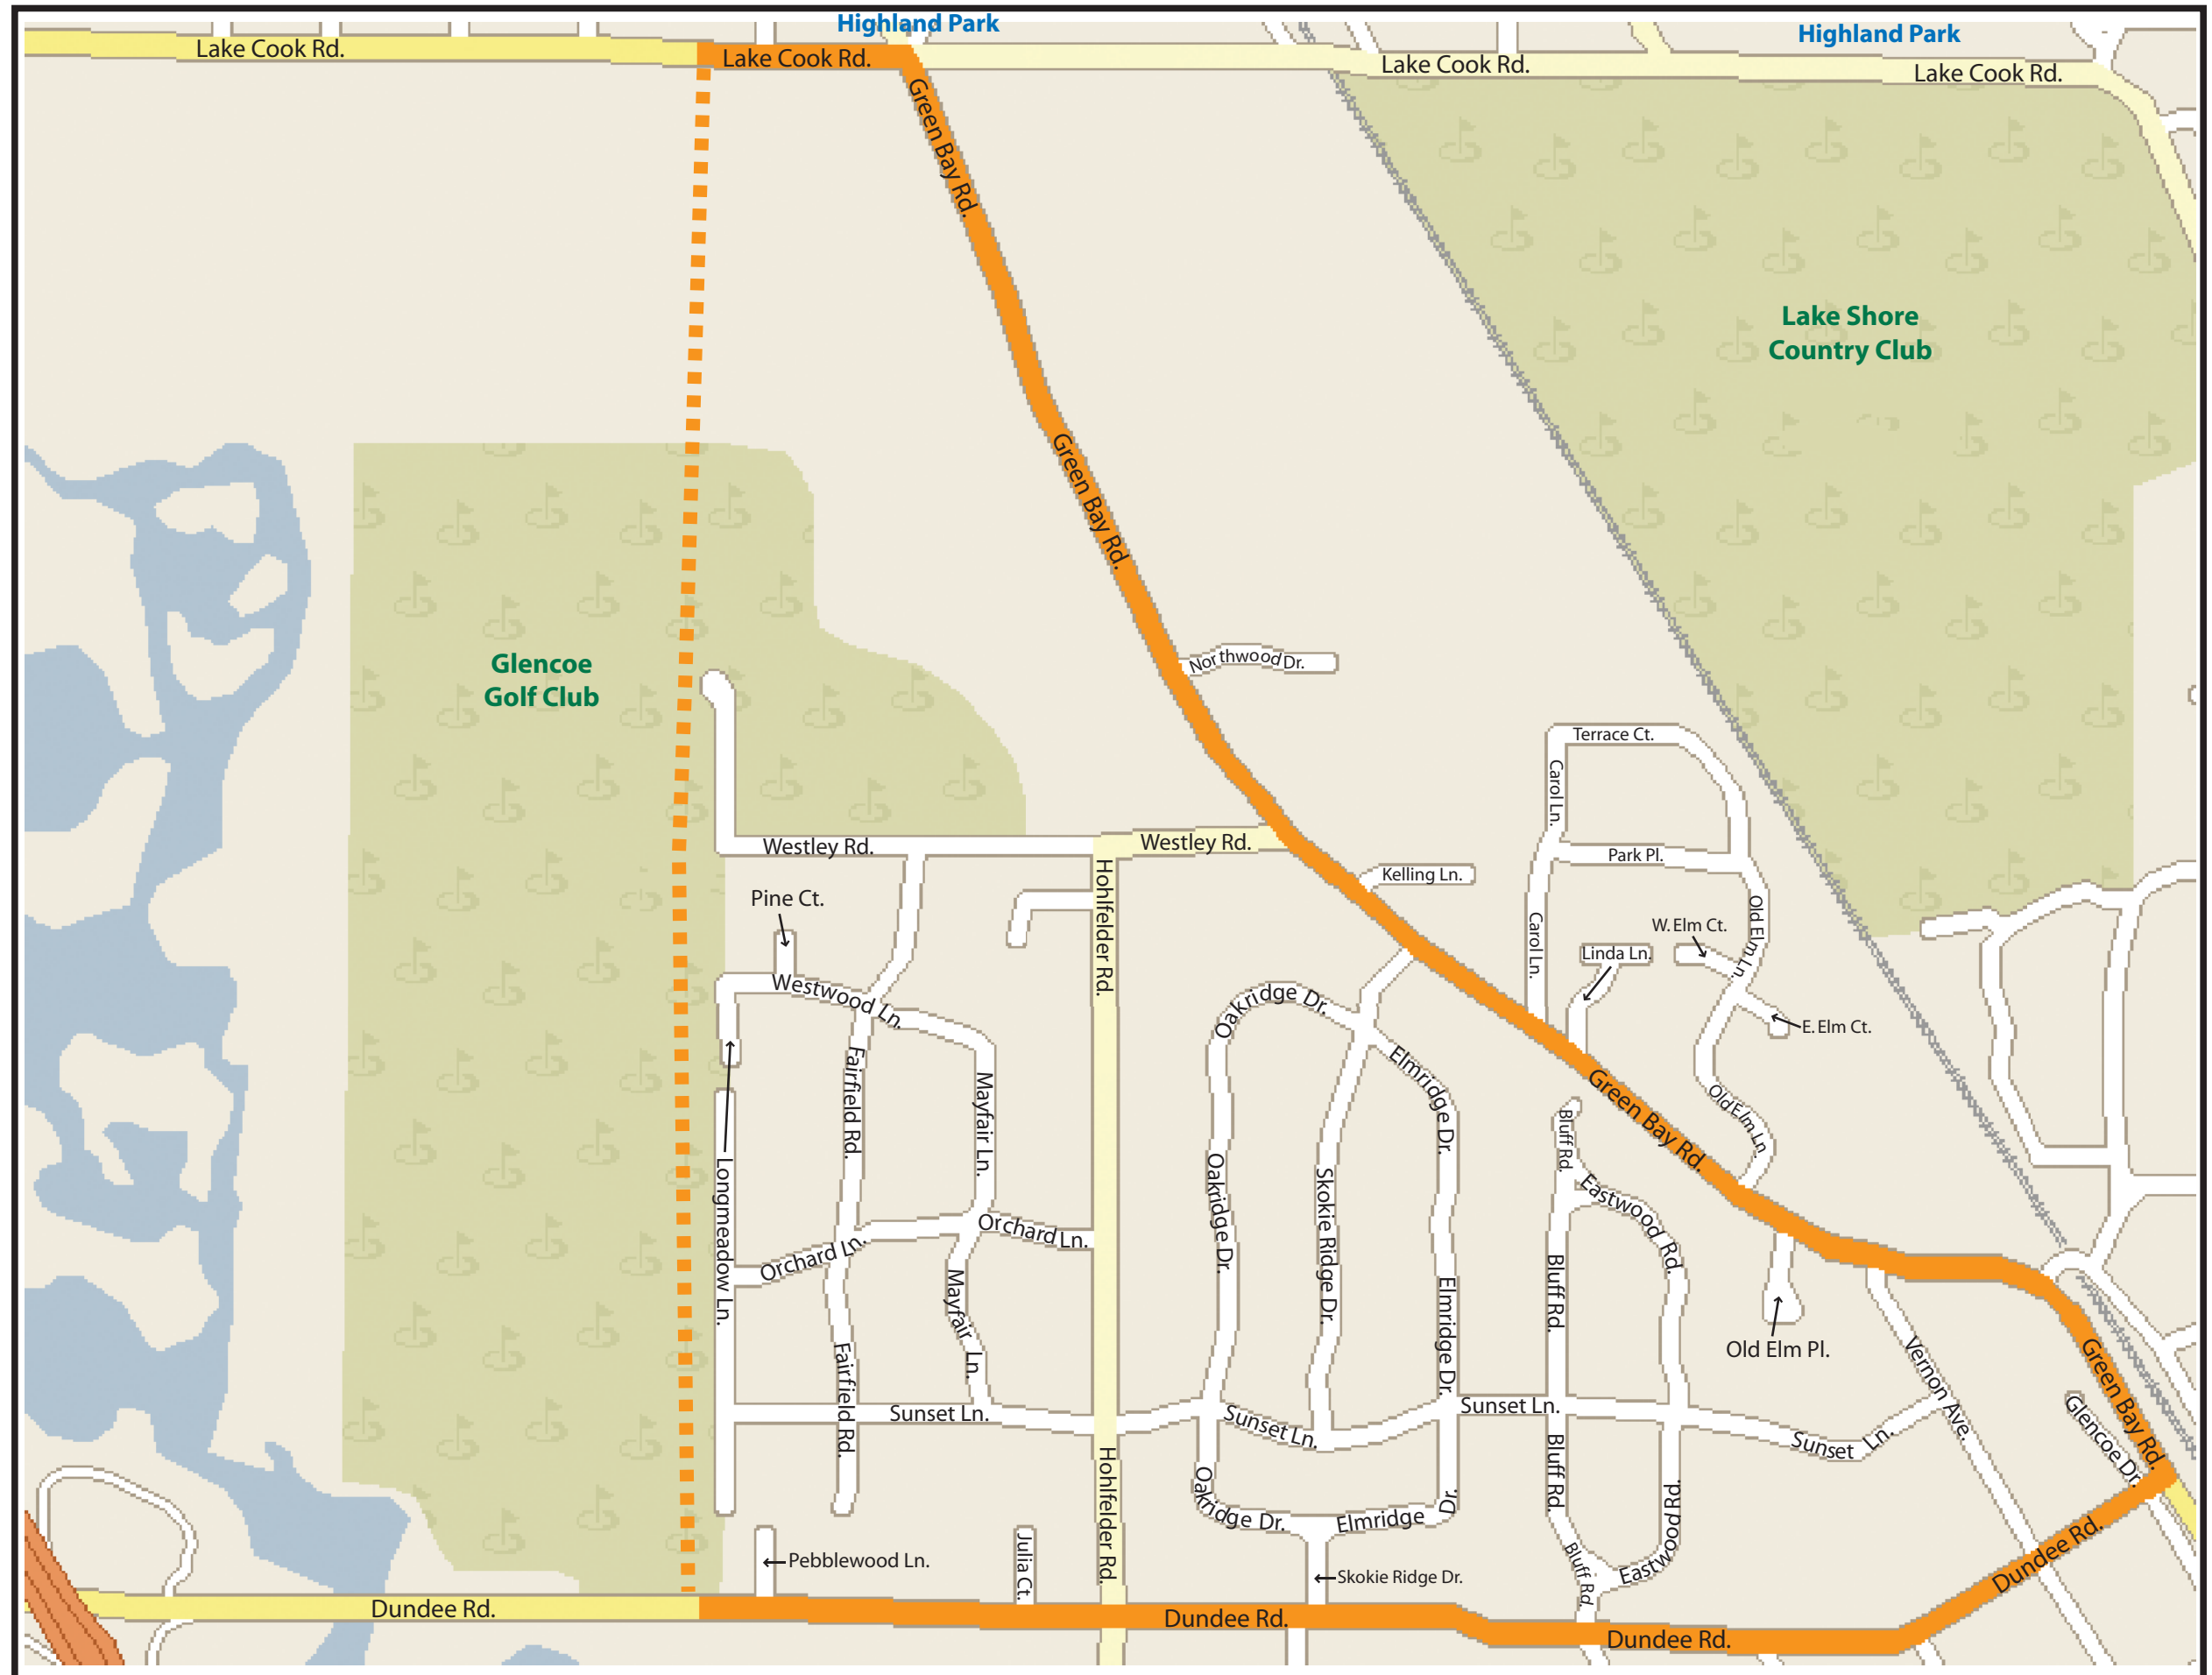 Highland Park
Highland Park
Lake Cook Rd.
Lake Cook Rd.
Lake Cook Rd.
Lake Cook Rd.
Green Bay Rd.
Lake Shore
Country Club
Green Bay Rd.
Glencoe
Golf Club
Northwood Dr.
Terrace Ct.
Carol Ln.
Westley Rd.
Westley Rd.
Park Pl.
Kelling Ln.
Hohlfelder Rd.
Pine Ct.
Old Elm Ln.
W. Elm Ct.
Carol Ln.
Linda Ln.
Westwood Ln.
Oakridge Dr.
E. Elm Ct.
Fairfield Rd.
Mayfair Ln.
Elmridge Dr.
Green Bay Rd.
Old Elm Ln.
Bluff Rd.
Longmeadow Ln.
Oakridge Dr.
Skokie Ridge Dr.
Eastwood Rd.
Orchard Ln.
Orchard Ln.
Mayfair Ln.
Elmridge Dr.
Bluff Rd.
Old Elm Pl.
Fairfield Rd.
Vernon Ave.
Green Bay Rd.
Sunset Ln.
Sunset Ln.
Sunset Ln.
Sunset Ln.
Glencoe Dr.
Hohlfelder Rd.
Oakridge Dr.
Elmridge Dr.
Bluff Rd.
Eastwood Rd.
Pebblewood Ln.
Julia Ct.
Skokie Ridge Dr.
Bluff Rd.
Dundee Rd.
Dundee Rd.
Dundee Rd.
Dundee Rd.